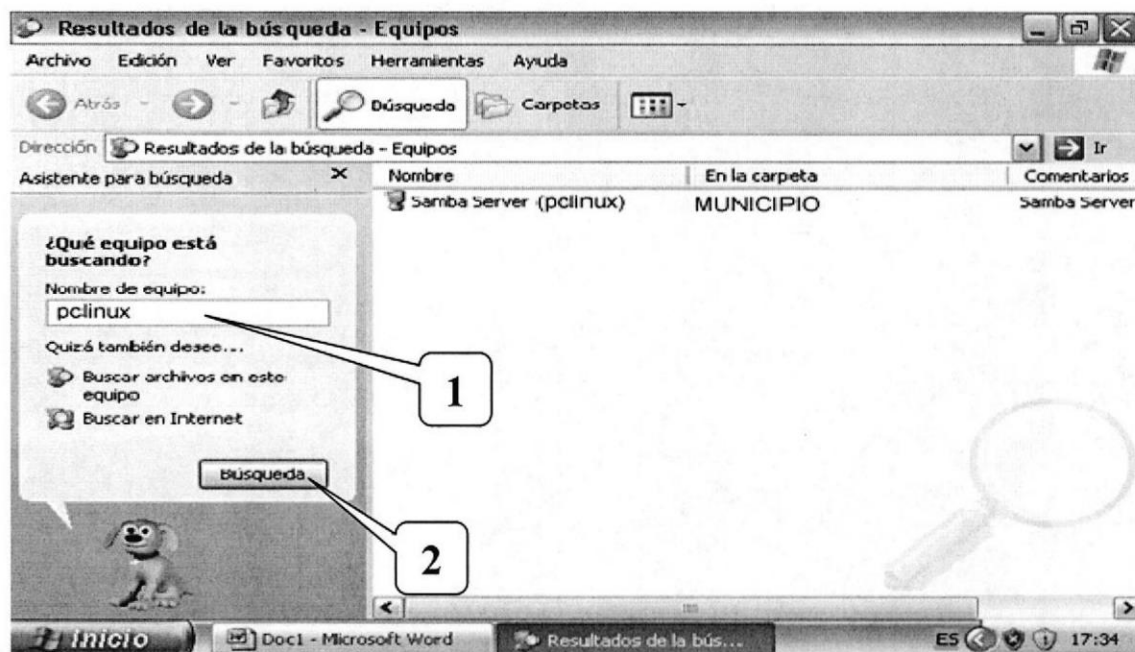 Resultados de la búsqueda - Equipos
Archivo Edición Ver Favoritos Herramientas Ayuda
Atrás Búsqueda Carpetas
Dirección Resultados de la búsqueda - Equipos Ir
Asistente para búsqueda
Nombre En la carpeta Comentarios
Samba Server (pclinux) MUNICIPIO Samba Server
¿Qué equipo está
buscando?
Nombre de equipo:
pclinux
Quizá también desee...
Buscar archivos en este
equipo
Buscar en Internet
Búsqueda
1
2
Inicio Doc1 - Microsoft Word Resultados de la bús... ES 17:34